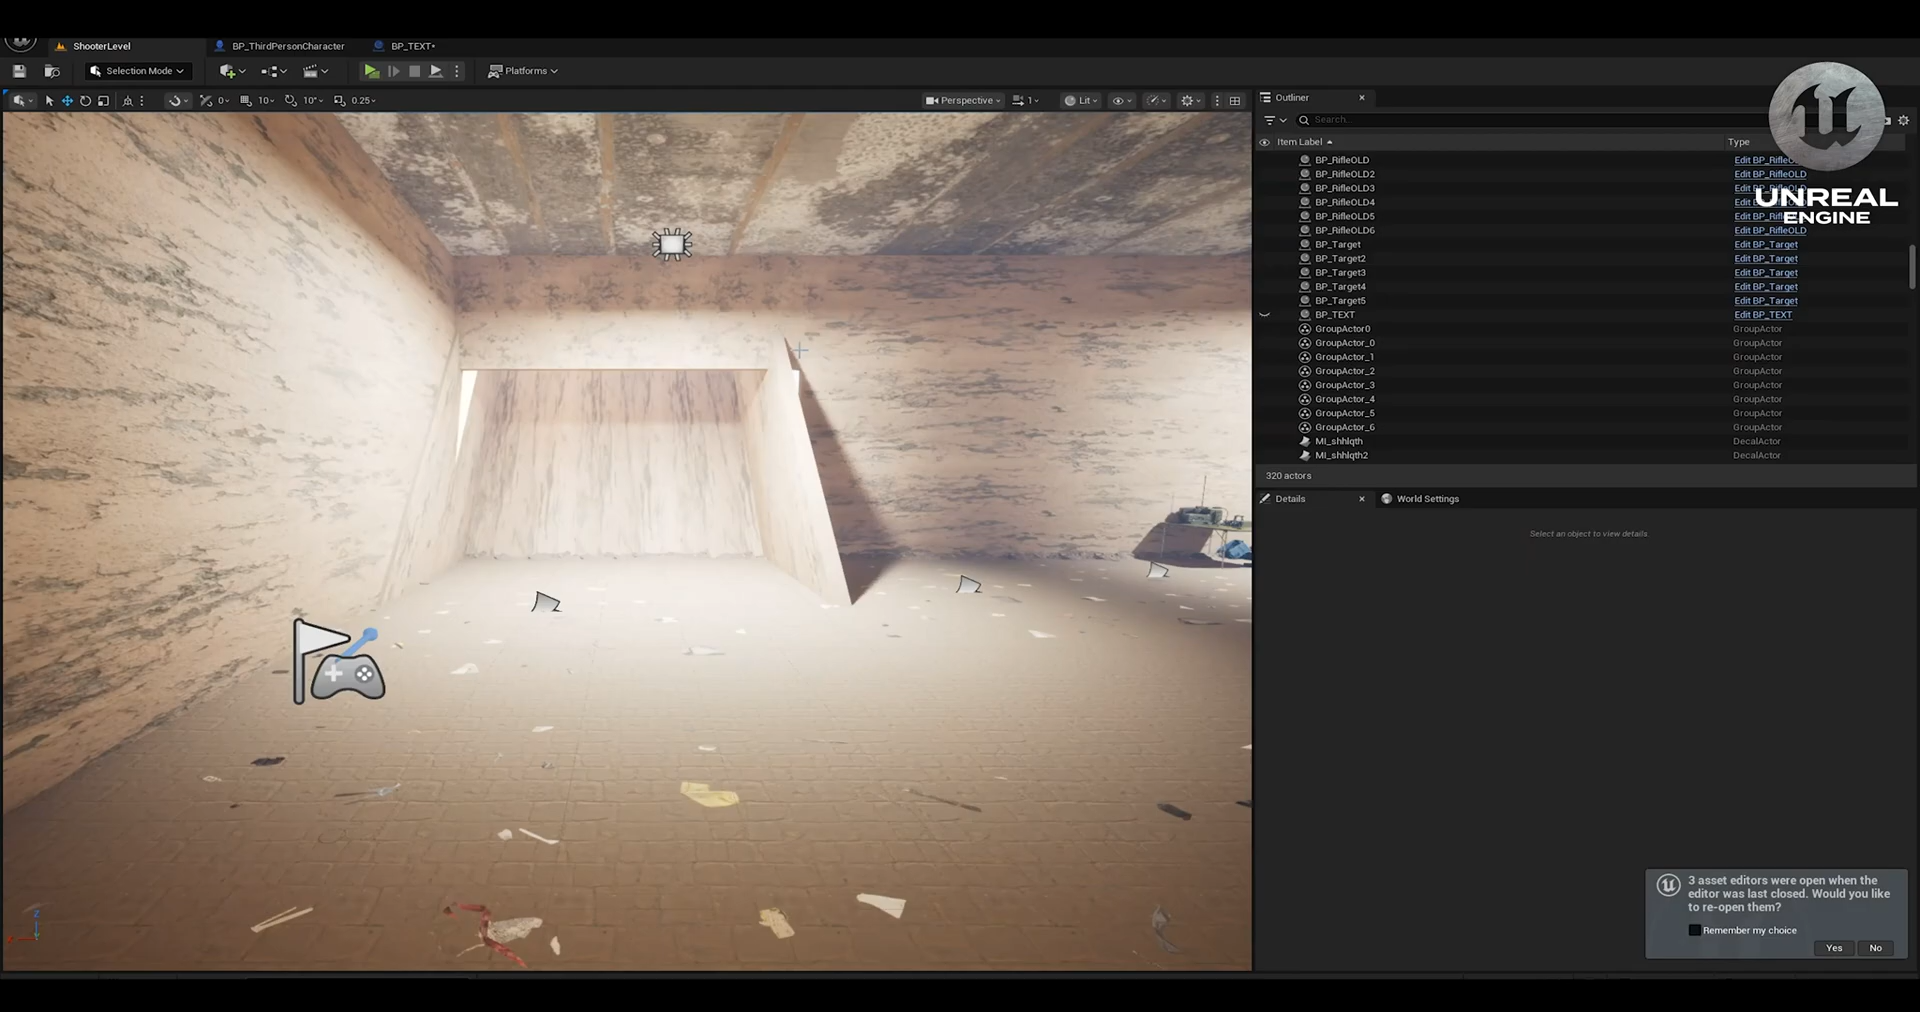 ShooterLevel
BP_ThirdPersonCharacter
BP_TEXT•
Selection Mode
Platforms
0
10
10°
0.25
Perspective
1
Lit
Outliner
Search...
Item Label
Type
BP_RifleOLD
BP_RifleOLD2 Edit BP_RifleOLD
BP_RifleOLD3
BP_RifleOLD4
BP_RifleOLD5
BP_RifleOLD6 Edit BP_RifleOLD
BP_Target Edit BP_Target
BP_Target2 Edit BP_Target
BP_Target3 Edit BP_Target
BP_Target4 Edit BP_Target
BP_Target5 Edit BP_Target
BP_TEXT Edit BP_TEXT
GroupActor0 GroupActor
GroupActor_0 GroupActor
GroupActor_1 GroupActor
GroupActor_2 GroupActor
GroupActor_3 GroupActor
GroupActor_4 GroupActor
GroupActor_5 GroupActor
GroupActor_6 GroupActor
MI_shhlqth DecalActor
MI_shhlqth2 DecalActor
UNREAL
ENGINE
320 actors
Details
World Settings
Select an object to view details
3 asset editors were open when the
editor was last closed. Would you like
to re-open them?
Remember my choice
Yes
No
Z